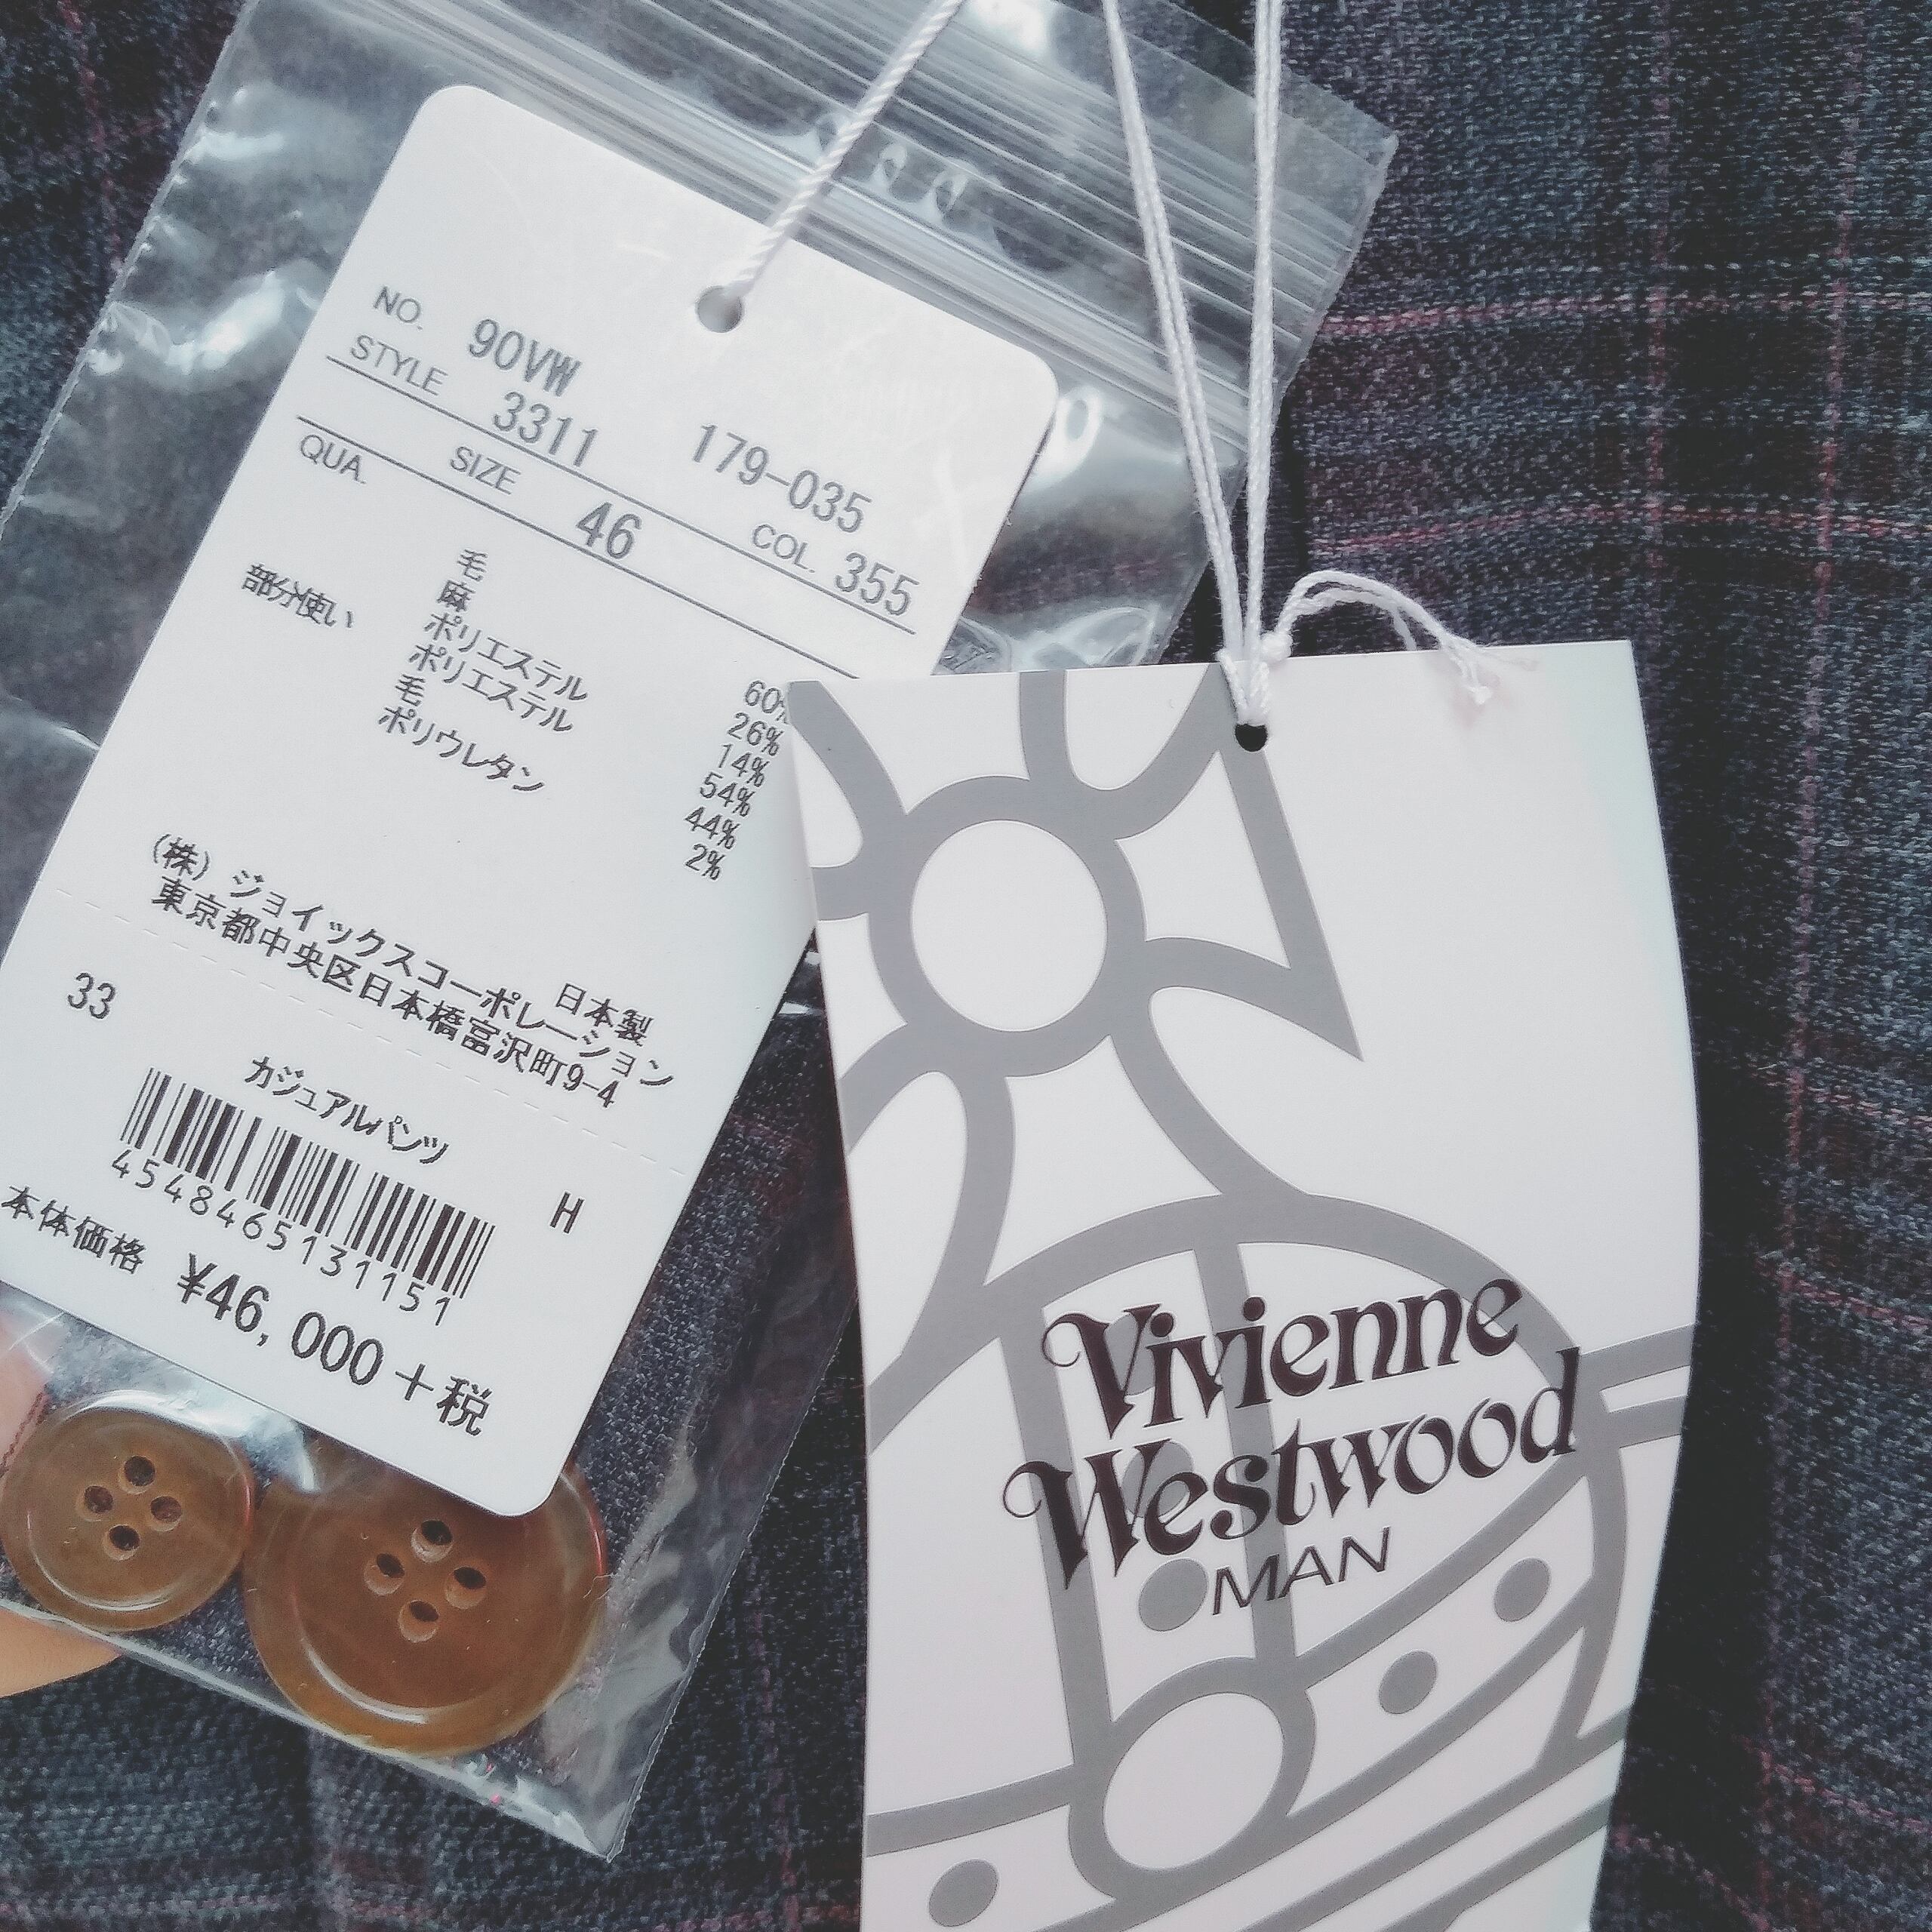 NO. 90VW 179-035
STYLE 3311 COL. 355
QUA. SIZE 46
毛 60%
麻 26%
ポリエステル 14%
部分使い ポリエステル 54%
毛 44%
ポリウレタン 2%
日本製
(株) ジョイックスコーポレーション
東京都中央区日本橋富沢町9-4
33
カジュアルパンツ
4548465131151 H
本体価格 ¥46,000+税
Vivienne
Westwood
MAN